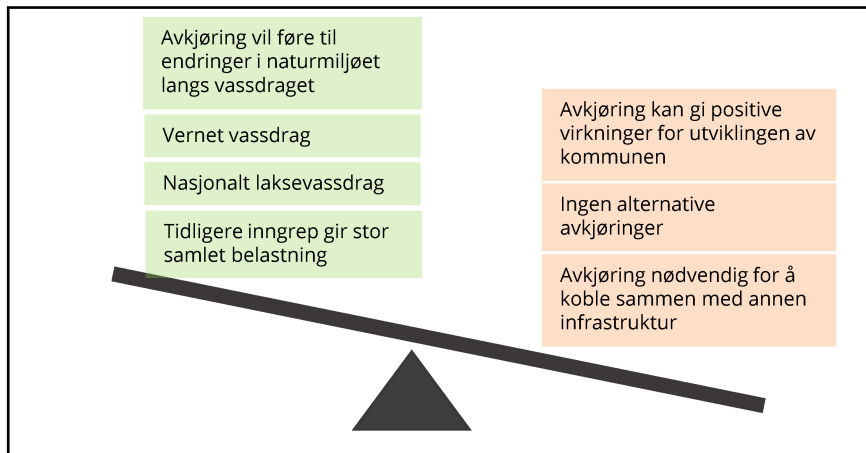 Avkjøring vil føre til
endringer i naturmiljøet
langs vassdraget
Vernet vassdrag
Nasjonalt laksevassdrag
Tidligere inngrep gir stor
samlet belastning
Avkjøring kan gi positive
virkninger for utviklingen av
kommunen
Ingen alternative
avkjøringer
Avkjøring nødvendig for å
koble sammen med annen
infrastruktur